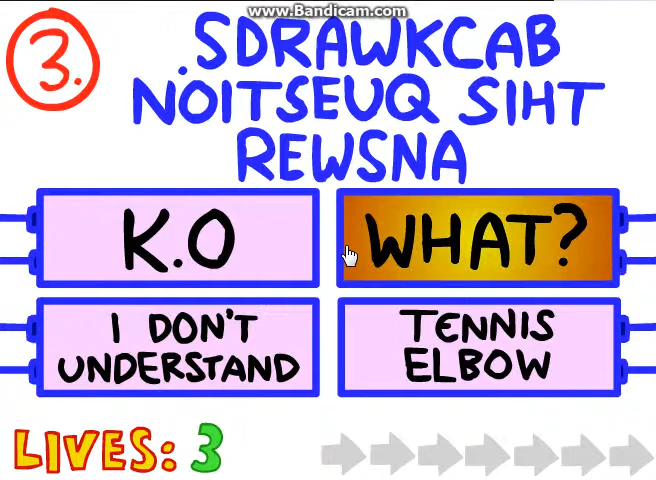 www.Bandicam.com
3.
.SDRAWKCAB
NOITSEUQ SIHT
REWSNA
K.O
WHAT?
I DON'T
UNDERSTAND
TENNIS
ELBOW
LIVES: 3